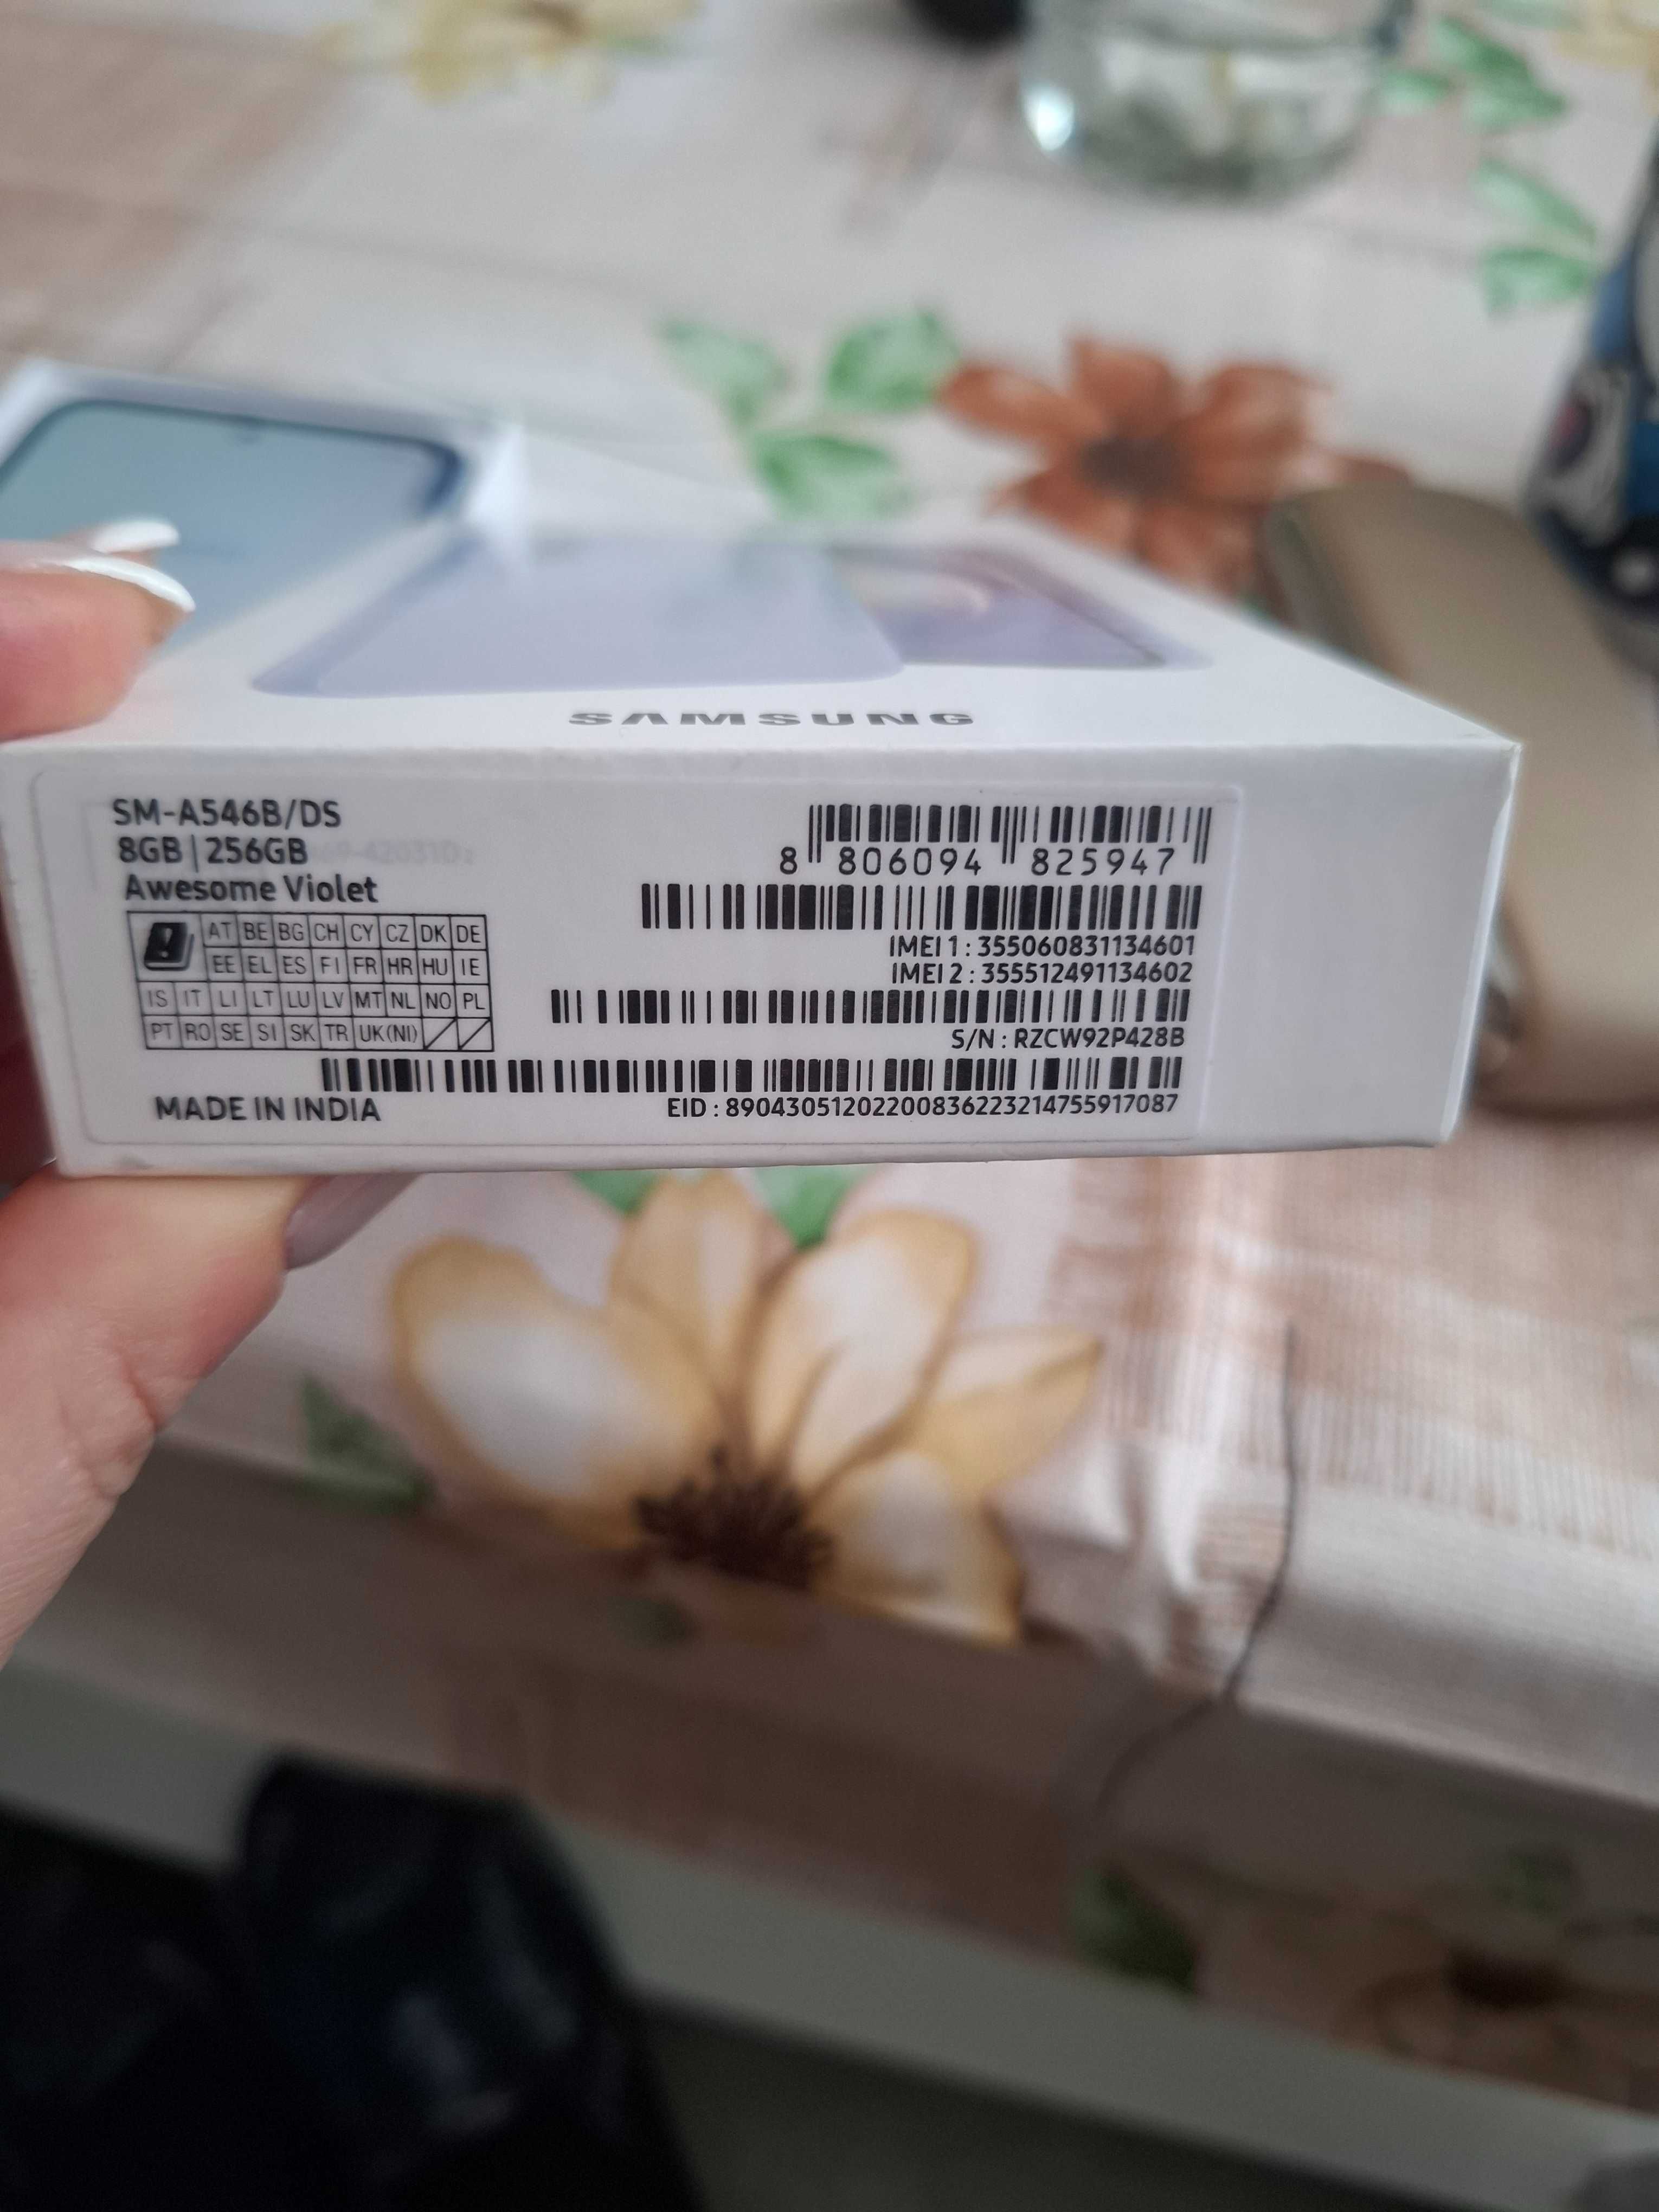 SAMSUNG
SM-A546B/DS
8GB|256GB
Awesome Violet
AT BE BG CH CY CZ DK DE
EE EL ES FI FR HR HU IE
IS IT LI LT LU LV MT NL NO PL
PT RO SE SI SK TR UK(NI)
MADE IN INDIA
8 806094 825947
IMEI 1 : 355060831134601
IMEI 2 : 355512491134602
S/N : RZCW92P428B
EID : 89043051202200836223214755917087